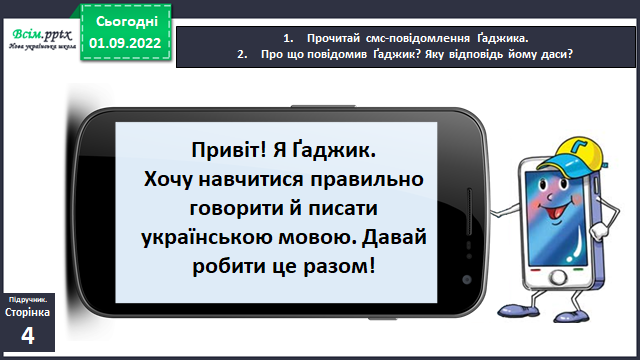 Всім.pptx
Нова українська школа
Сьогодні
01.09.2022
1. Прочитай смс-повідомлення Ґаджика.
2. Про що повідомив Ґаджик? Яку відповідь йому даси?
Привіт! Я Ґаджик.
Хочу навчитися правильно
говорити й писати
українською мовою. Давай
робити це разом!
Ґ
Підручник.
Сторінка
4